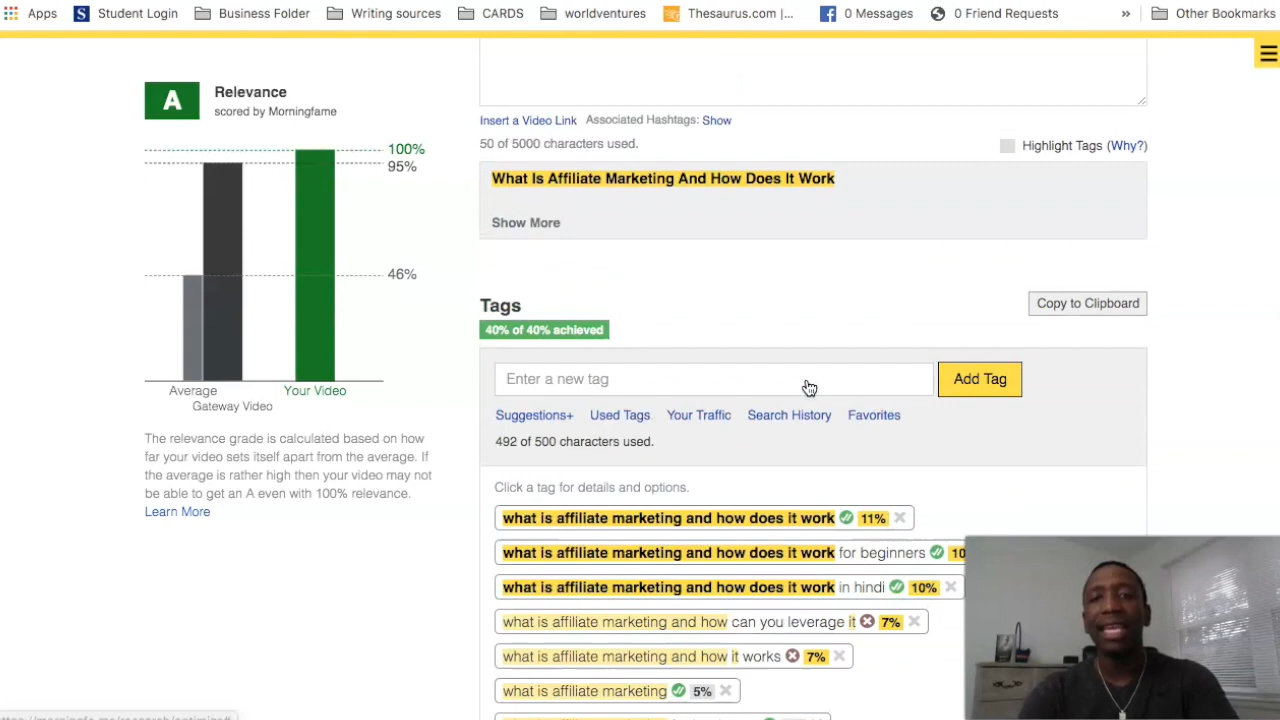 Apps
Student Login
Business Folder
Writing sources
CARDS
worldventures
Thesaurus.com |...
0 Messages
0 Friend Requests
»
Other Bookmarks
A
Relevance
scored by Morningfame
100%
95%
46%
Average
Your Video
Gateway Video
The relevance grade is calculated based on how
far your video sets itself apart from the average. If
the average is rather high then your video may not
be able to get an A even with 100% relevance.
Learn More
Insert a Video Link
Associated Hashtags: Show
50 of 5000 characters used.
Highlight Tags (Why?)
What Is Affiliate Marketing And How Does It Work
Show More
Tags
Copy to Clipboard
40% of 40% achieved
Enter a new tag
Add Tag
Suggestions+
Used Tags
Your Traffic
Search History
Favorites
492 of 500 characters used.
Click a tag for details and options.
what is affiliate marketing and how does it work 11%
what is affiliate marketing and how does it work for beginners
what is affiliate marketing and how does it work in hindi 10%
what is affiliate marketing and how can you leverage it 7%
what is affiliate marketing and how it works 7%
what is affiliate marketing 5%